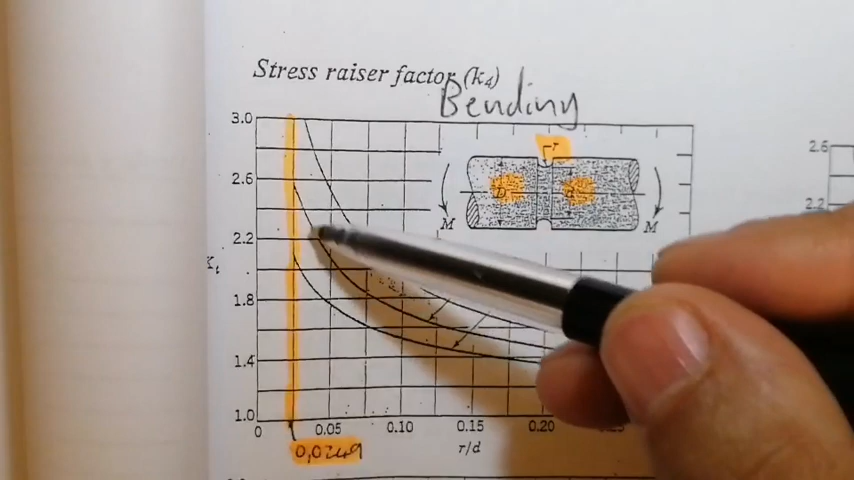 Stress raiser factor (k4)
Bending
3.0
2.6
2.2
Kt
1.8
1.4
1.0
r
D
d
M
M
0
0.05
0.10
0.15
0.20
r/d
0,0249
2.6
2.2